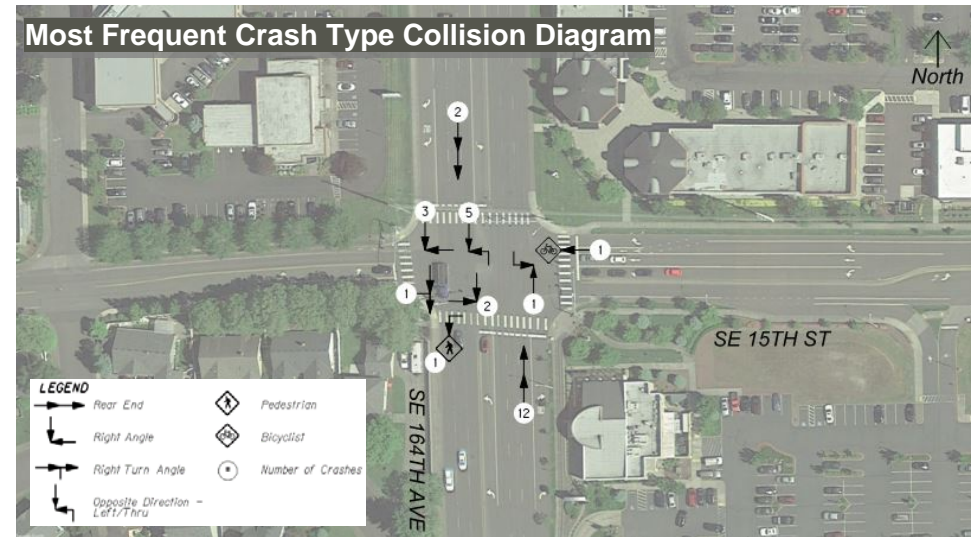 Most Frequent Crash Type Collision Diagram
North
2
3
5
1
1
2
1
1
12
SE 15TH ST
SE 164TH AVE
LEGEND
Rear End
Pedestrian
Right Angle
Bicyclist
Right Turn Angle
Number of Crashes
Opposite Direction -
Left/Thru